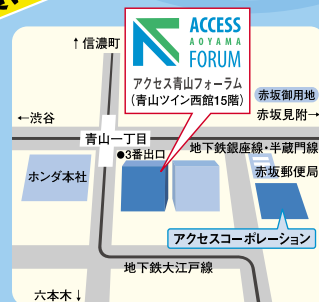 ACCESS
AOYAMA
FORUM
アクセス青山フォーラム
(青山ツイン西館15階)
↑信濃町
赤坂御用地
赤坂見附→
←渋谷
青山一丁目
地下鉄銀座線・半蔵門線
●3番出口
赤坂郵便局
ホンダ本社
アクセスコーポレーション
地下鉄大江戸線
六本木↓